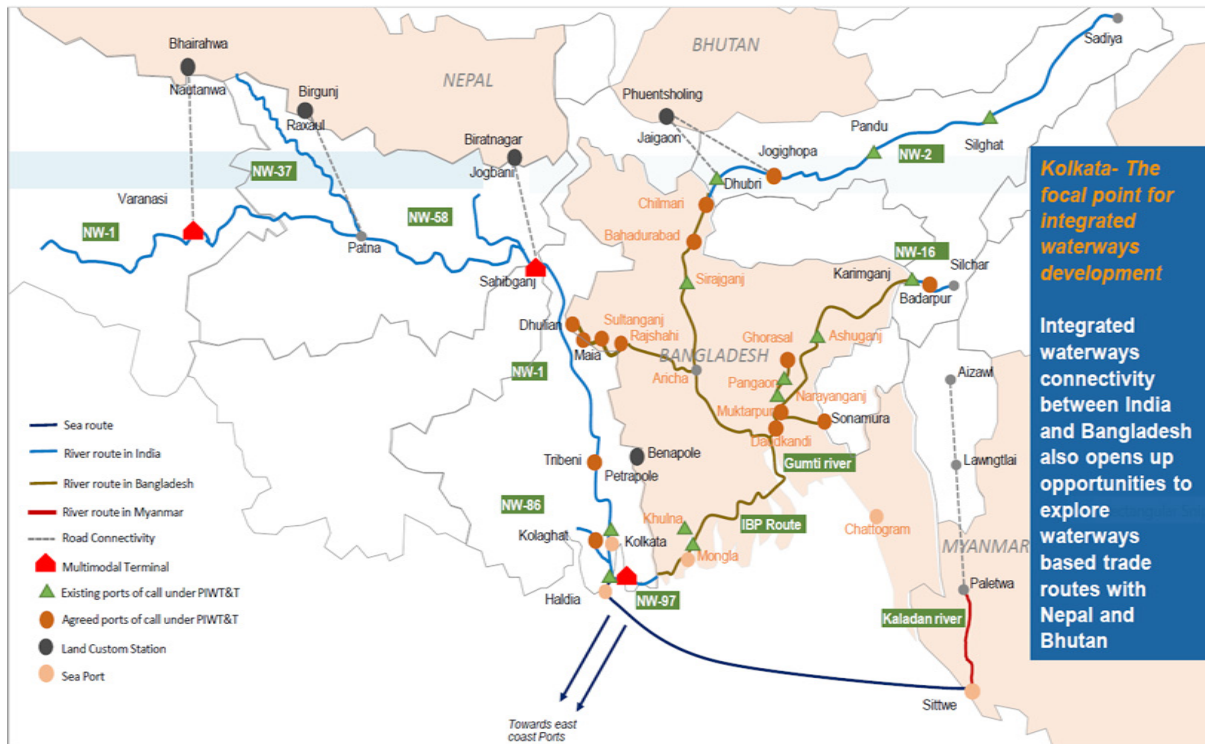 Bhairahwa
Nautanwa
Birgunj
Raxaul
NEPAL
Biratnagar
Jogbani
BHUTAN
Phuentsholing
Jaigaon
Sadiya
Pandu
Silghat
NW-2
Jogighopa
Dhubri
NW-37
Varanasi
NW-1
NW-58
Patna
Sahibganj
Chilmari
Bahadurabad
Sirajganj
Karimganj
NW-16
Silchar
Badarpur
Dhulian
Maia
Sultanganj
Rajshahi
BANGLADESH
Aricha
Ghorasal
Ashuganj
Pangaon
Narayanganj
Muktarpur
Sonamura
Daudkandi
Gumti river
NW-1
Aizawl
Lawngtlai
Tribeni
Benapole
Petrapole
NW-86
Kolaghat
Kolkata
Khulna
IBP Route
Mongla
Chattogram
MYANMAR
Paletwa
Kaladan river
Haldia
NW-97
Sittwe
Towards east
coast Ports
Sea route
River route in India
River route in Bangladesh
River route in Myanmar
Road Connectivity
Multimodal Terminal
Existing ports of call under PIWT&T
Agreed ports of call under PIWT&T
Land Custom Station
Sea Port
Kolkata- The
focal point for
integrated
waterways
development
Integrated
waterways
connectivity
between India
and Bangladesh
also opens up
opportunities to
explore
waterways
based trade
routes with
Nepal and
Bhutan